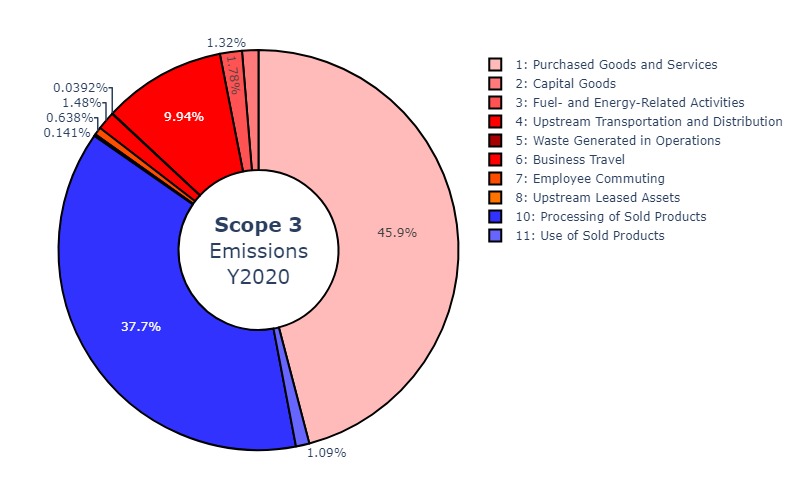 1.32%
1.78%
0.0392%
1.48%
0.638%
0.141%
9.94%
45.9%
37.7%
1.09%
Scope 3
Emissions
Y2020
1: Purchased Goods and Services
2: Capital Goods
3: Fuel- and Energy-Related Activities
4: Upstream Transportation and Distribution
5: Waste Generated in Operations
6: Business Travel
7: Employee Commuting
8: Upstream Leased Assets
10: Processing of Sold Products
11: Use of Sold Products